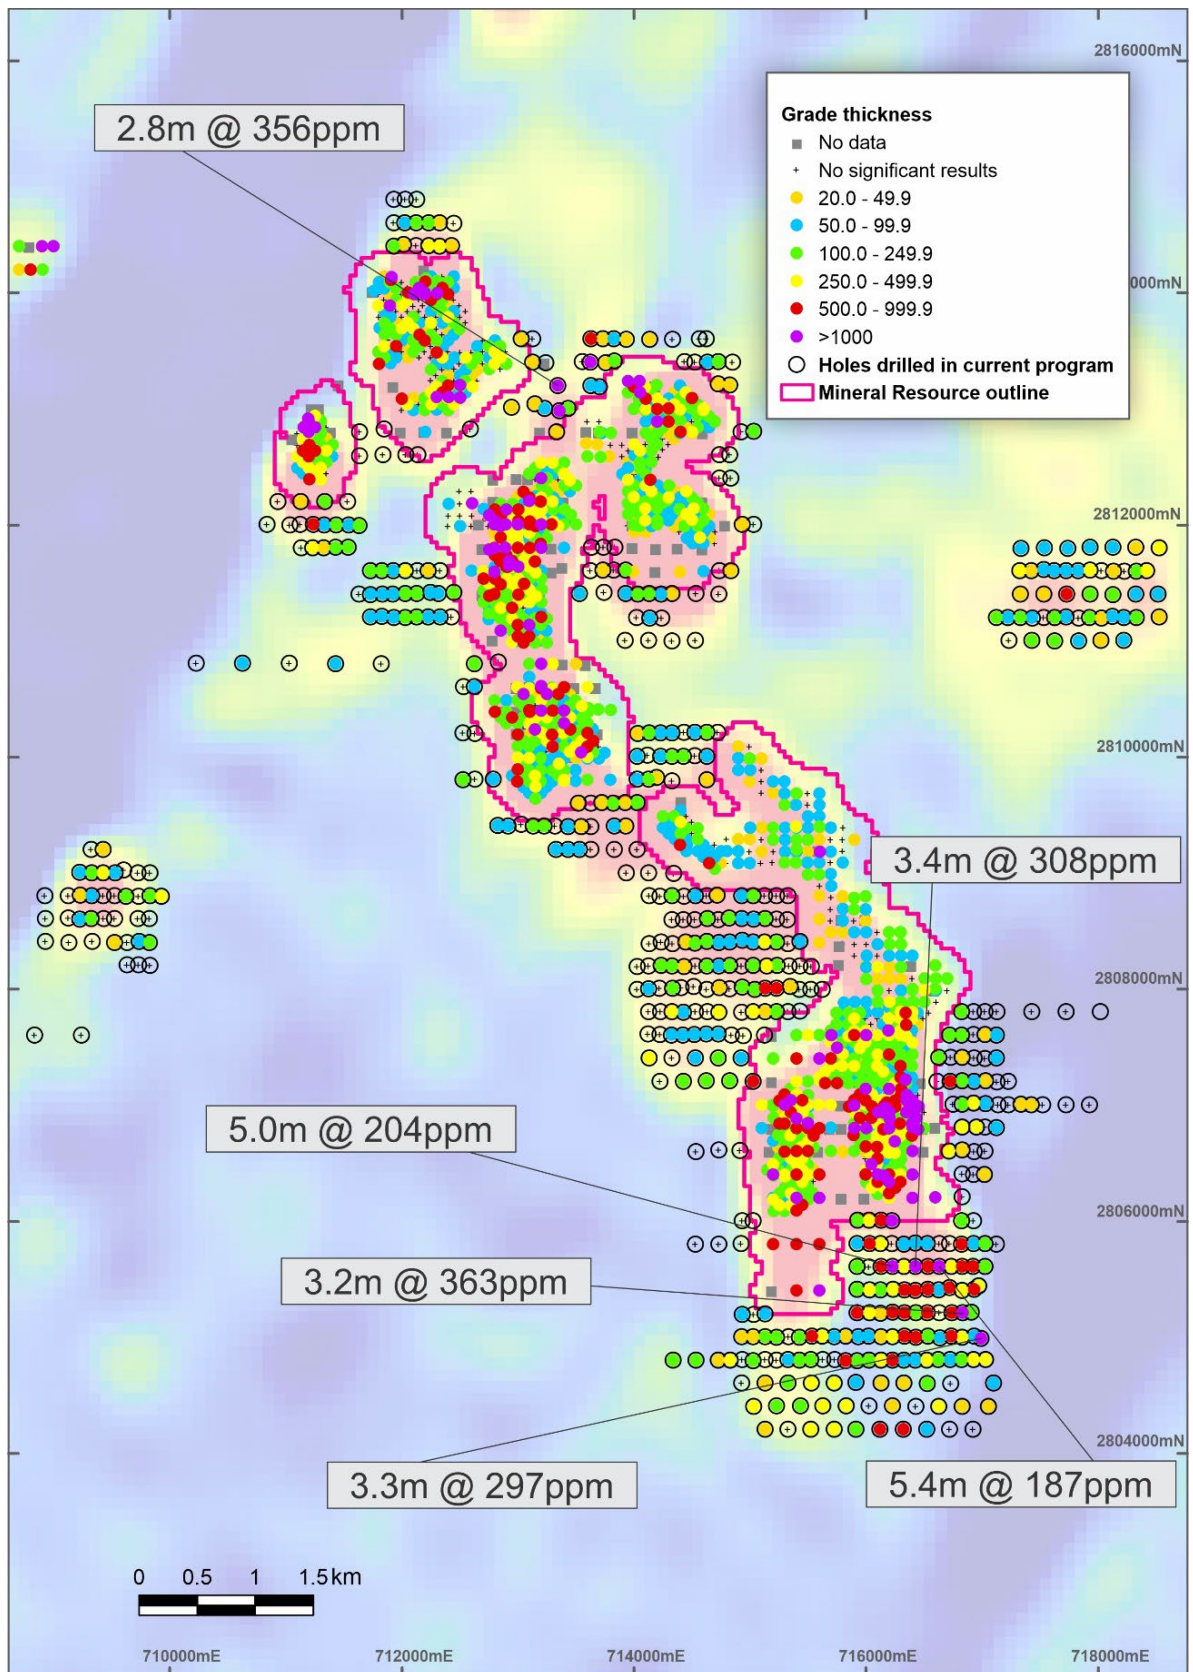 2816000mN
2.8m @ 356ppm
Grade thickness
No data
No significant results
20.0 - 49.9
50.0 - 99.9
100.0 - 249.9
250.0 - 499.9
500.0 - 999.9
>1000
Holes drilled in current program
Mineral Resource outline
000mN
2812000mN
2810000mN
3.4m @ 308ppm
2808000mN
5.0m @ 204ppm
2806000mN
3.2m @ 363ppm
2804000mN
3.3m @ 297ppm
5.4m @ 187ppm
0 0.5 1 1.5km
710000mE 712000mE 714000mE 716000mE 718000mE